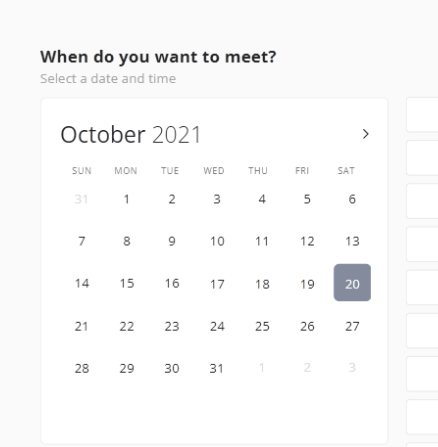 When do you want to meet?
Select a date and time
October 2021
SUN MON TUE WED THU FRI SAT
31 1 2 3 4 5 6
7 8 9 10 11 12 13
14 15 16 17 18 19 20
21 22 23 24 25 26 27
28 29 30 31 1 2 3